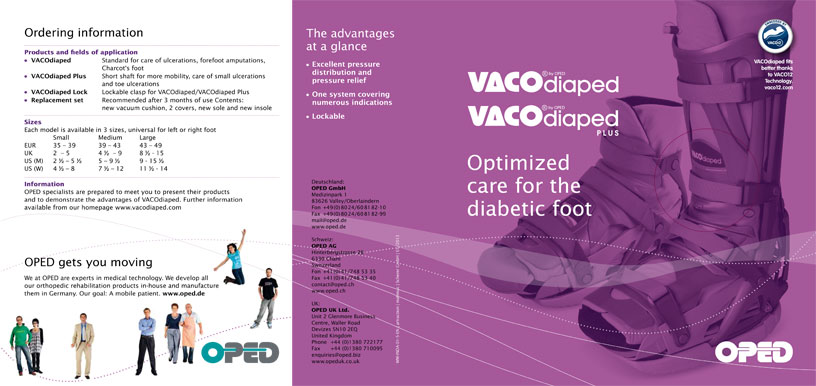 Ordering information
Products and fields of application
• VACOdiaped Standard for care of ulcerations, forefoot amputations,
Charcot's foot
• VACOdiaped Plus Short shaft for more mobility, care of small ulcerations
and toe ulcerations
• VACOdiaped Lock Lockable clasp for VACOdiaped/VACOdiaped Plus
• Replacement set Recommended after 3 months of use Contents:
new vacuum cushion, 2 covers, new sole and new insole
Sizes
Each model is available in 3 sizes, universal for left or right foot
Small Medium Large
EUR 35 – 39 39 – 43 43 – 49
UK 2 – 5 4 ½ – 9 8 ½ - 15
US (M) 2 ½ – 5 ½ 5 – 9 ½ 9 - 15 ½
US (W) 4 ½ – 8 7 ½ – 12 11 ½ - 14
Information
OPED specialists are prepared to meet you to present their products
and to demonstrate the advantages of VACOdiaped. Further information
available from our homepage www.vacodiaped.com
OPED gets you moving
We at OPED are experts in medical technology. We develop all
our orthopedic rehabilitation products in-house and manufacture
them in Germany. Our goal: A mobile patient. www.oped.de
OPED
The advantages
at a glance
• Excellent pressure
distribution and
pressure relief
• One system covering
numerous indications
• Lockable
Deutschland:
OPED GmbH
Medizinpark 1
83626 Valley/Oberlaindern
Fon +49(0)8024/60818210
Fax +49(0)8024/60818299
mail@oped.de
www.oped.de
Schweiz:
OPED AG
Hinterbergstrasse 26
6330 Cham
Switzerland
Fon +41(0)41/748 53 35
Fax +41(0)41/748 53 40
contact@oped.ch
www.oped.ch
UK:
OPED UK Ltd.
Unit 2 Glenmore Business
Centre, Waller Road
Devizes SN10 2EQ
United Kingdom
Phone +44 (0)1380 722177
Fax +44 (0)1380 710095
enquiries@oped.biz
www.opeduk.co.uk
VACO® by OPED
diaped
VACO® by OPED
diaped
PLUS
Optimized
care for the
diabetic foot
VACO12
VACOdiaped fits
better thanks
to VACO12
Technology.
vaco12.com
VACOdiaped
OPED